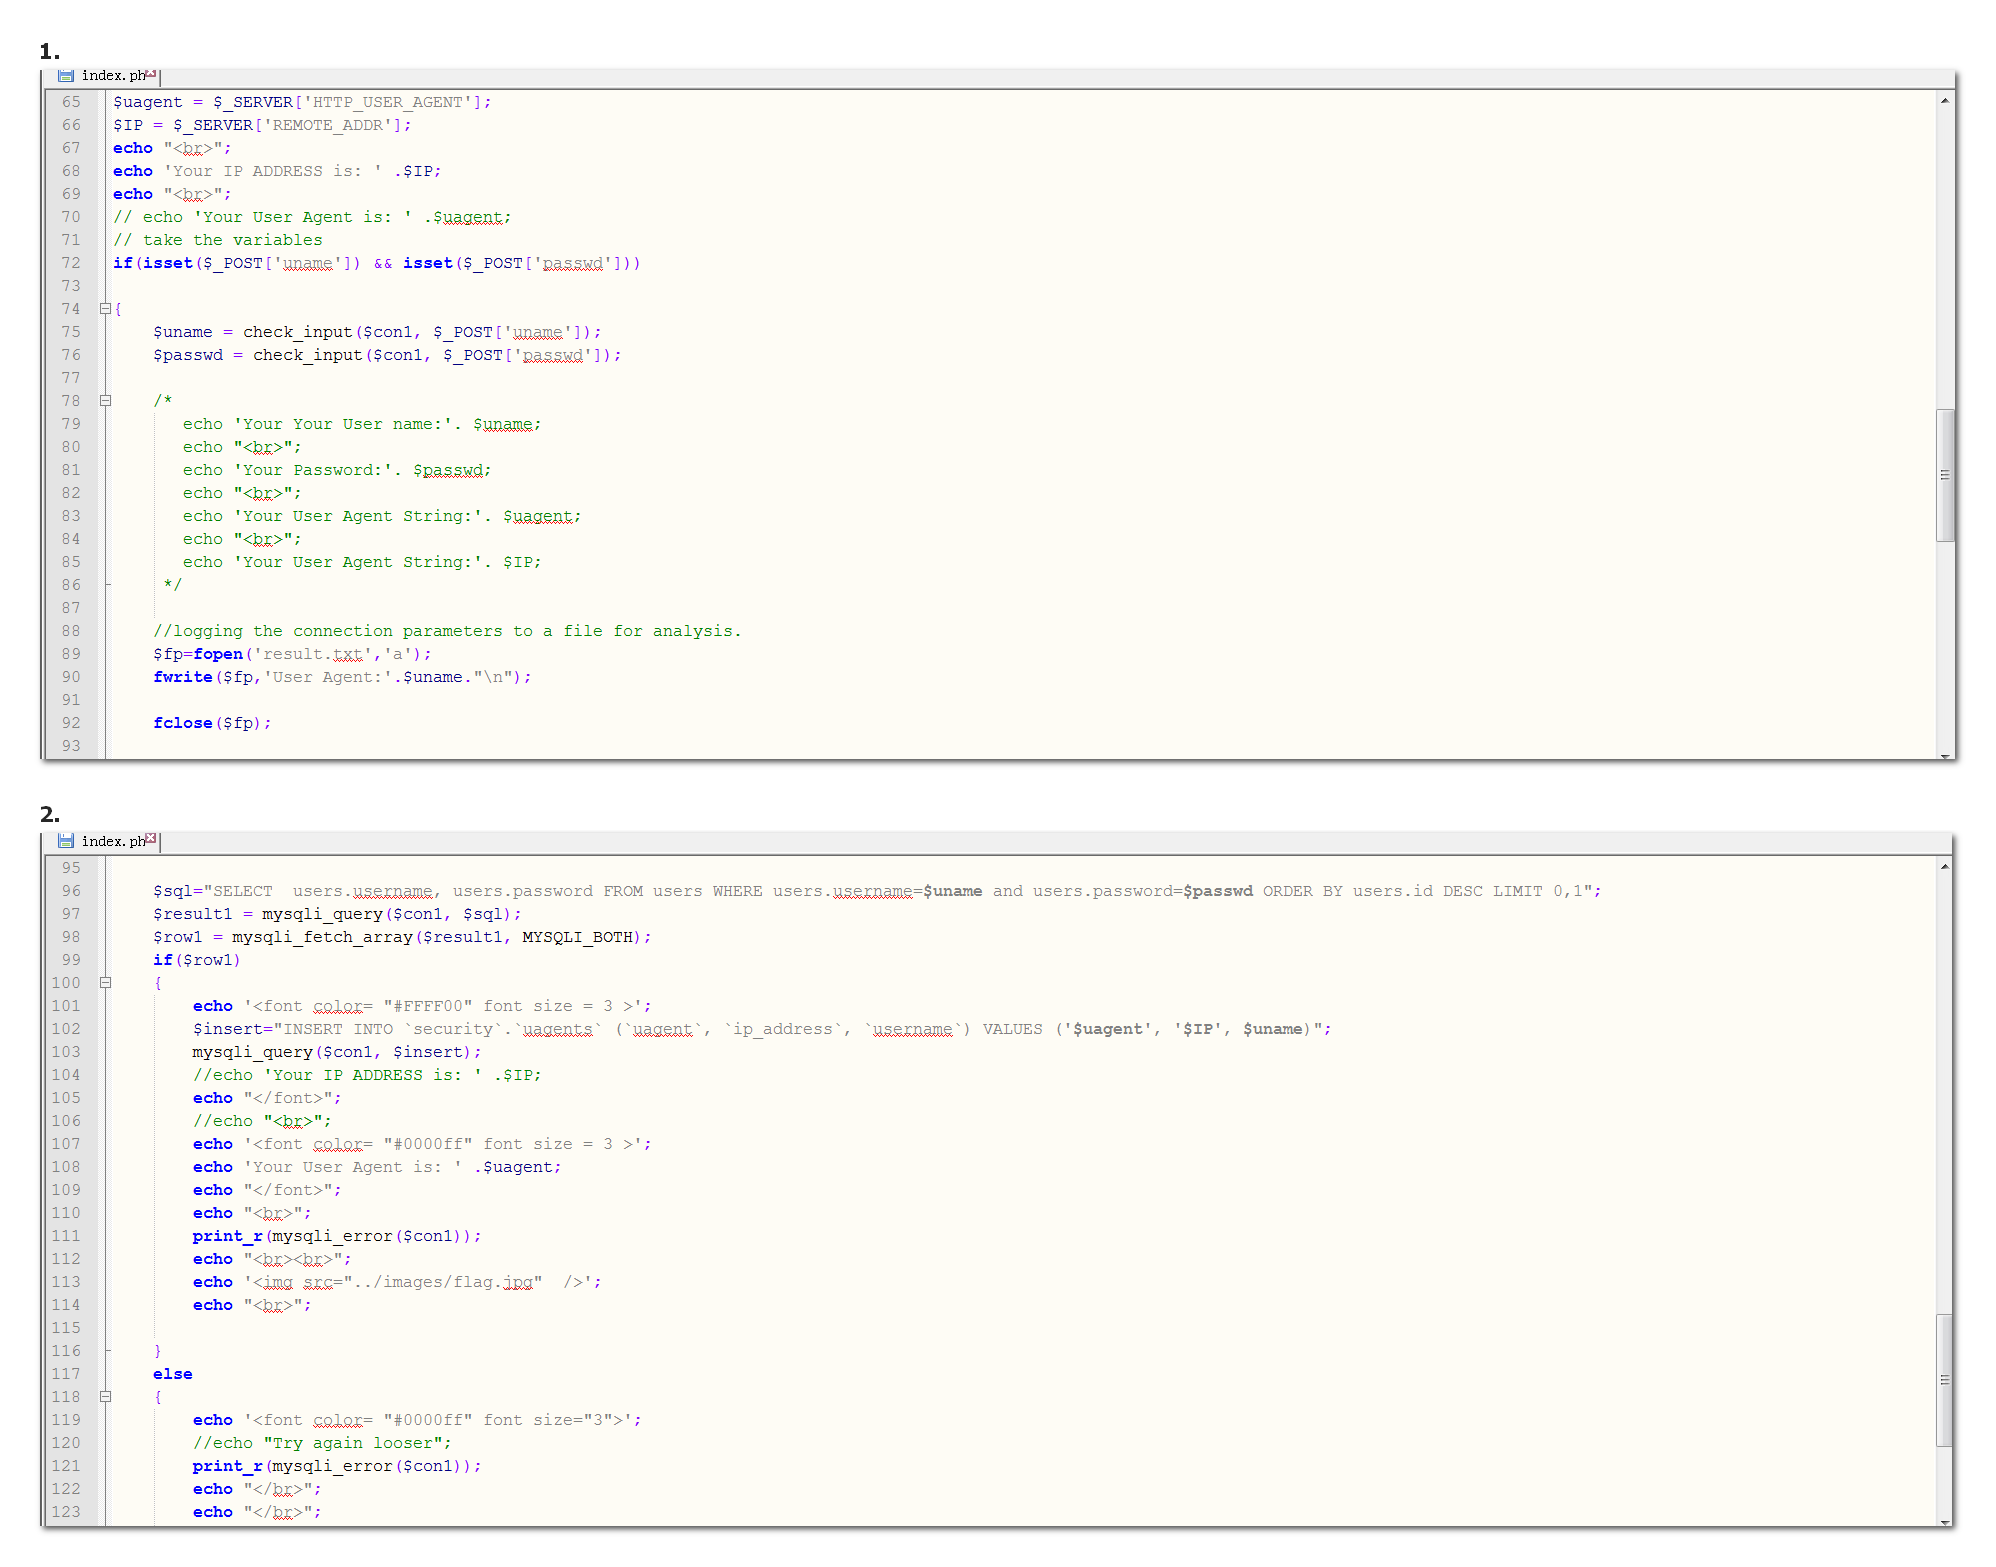 1.
index.ph
65 $uagent = $_SERVER['HTTP_USER_AGENT'];
66 $IP = $_SERVER['REMOTE_ADDR'];
67 echo "<br>";
68 echo 'Your IP ADDRESS is: ' .$IP;
69 echo "<br>";
70 // echo 'Your User Agent is: ' .$uagent;
71 // take the variables
72 if(isset($_POST['uname']) && isset($_POST['passwd']))
73
74 {
75     $uname = check_input($con1, $_POST['uname']);
76     $passwd = check_input($con1, $_POST['passwd']);
77
78     /*
79        echo 'Your Your User name:'. $uname;
80        echo "<br>";
81        echo 'Your Password:'. $passwd;
82        echo "<br>";
83        echo 'Your User Agent String:'. $uagent;
84        echo "<br>";
85        echo 'Your User Agent String:'. $IP;
86      */
87
88     //logging the connection parameters to a file for analysis.
89     $fp=fopen('result.txt','a');
90     fwrite($fp,'User Agent:'.$uname."\n");
91
92     fclose($fp);
93
2.
index.ph
95
96     $sql="SELECT  users.username, users.password FROM users WHERE users.username=$uname and users.password=$passwd ORDER BY users.id DESC LIMIT 0,1";
97     $result1 = mysqli_query($con1, $sql);
98     $row1 = mysqli_fetch_array($result1, MYSQLI_BOTH);
99     if($row1)
100     {
101         echo '<font color= "#FFFF00" font size = 3 >';
102         $insert="INSERT INTO `security`.`uagents` (`uagent`, `ip_address`, `username`) VALUES ('$uagent', '$IP', $uname)";
103         mysqli_query($con1, $insert);
104         //echo 'Your IP ADDRESS is: ' .$IP;
105         echo "</font>";
106         //echo "<br>";
107         echo '<font color= "#0000ff" font size = 3 >';
108         echo 'Your User Agent is: ' .$uagent;
109         echo "</font>";
110         echo "<br>";
111         print_r(mysqli_error($con1));
112         echo "<br><br>";
113         echo '<img src="../images/flag.jpg"  />';
114         echo "<br>";
115
116     }
117     else
118     {
119         echo '<font color= "#0000ff" font size="3">';
120         //echo "Try again looser";
121         print_r(mysqli_error($con1));
122         echo "</br>";
123         echo "</br>";